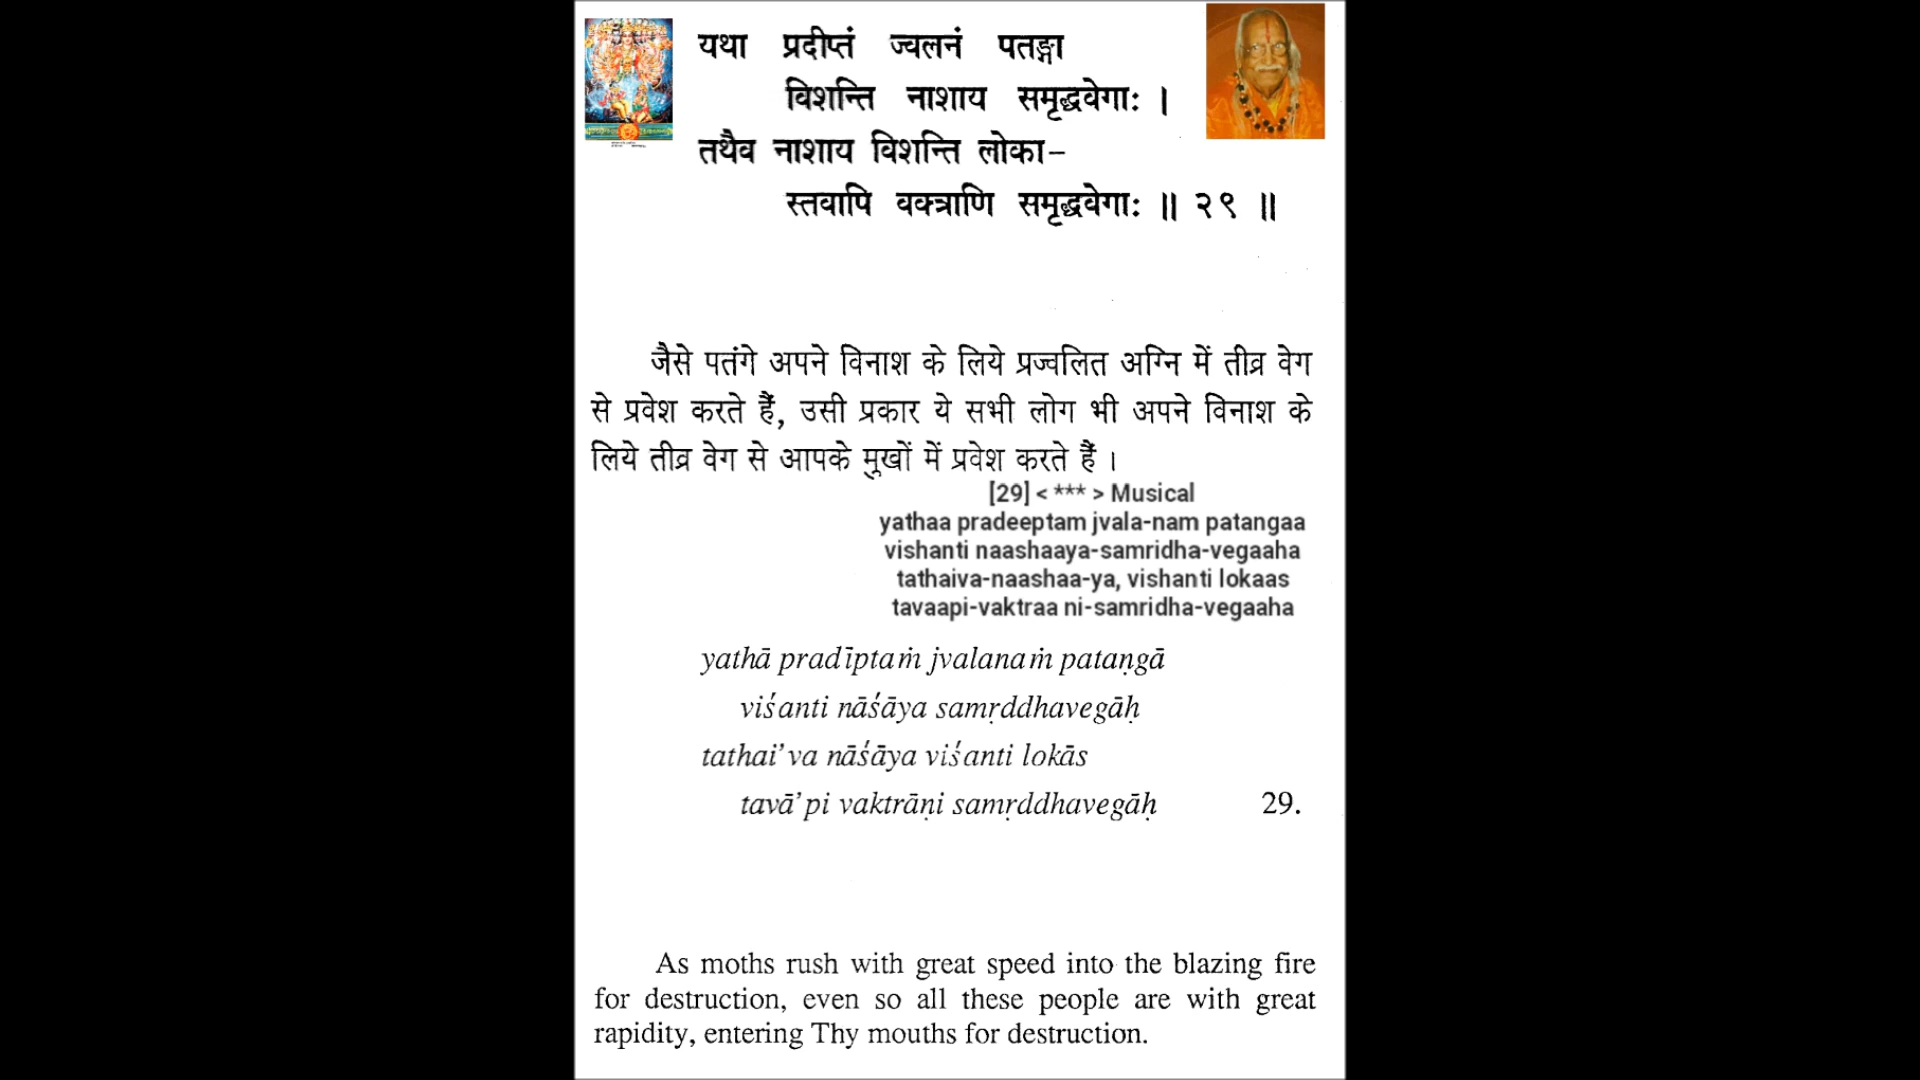 यथा प्रदीप्तं ज्वलनं पतङ्गा
विशन्ति नाशाय समृद्धवेगाः ।
तथैव नाशाय विशन्ति लोका-
स्तवापि वक्त्राणि समृद्धवेगाः ॥ २९ ॥
जैसे पतंगे अपने विनाश के लिये प्रज्वलित अग्नि में तीव्र वेग
से प्रवेश करते हैं, उसी प्रकार ये सभी लोग भी अपने विनाश के
लिये तीव्र वेग से आपके मुखों में प्रवेश करते हैं ।
[29] < *** > Musical
yathaa pradeeptam jvala-nam patangaa
vishanti naashaaya-samridha-vegaaha
tathaiva-naashaa-ya, vishanti lokaas
tavaapi-vaktraa ni-samridha-vegaaha
yathā pradīptaṁ jvalanaṁ pataṇgā
viśanti nāśāya samṛddhavegāḥ
tathai’va nāśāya viśanti lokās
tavā’pi vaktrāṇi samṛddhavegāḥ 29.
As moths rush with great speed into the blazing fire
for destruction, even so all these people are with great
rapidity, entering Thy mouths for destruction.